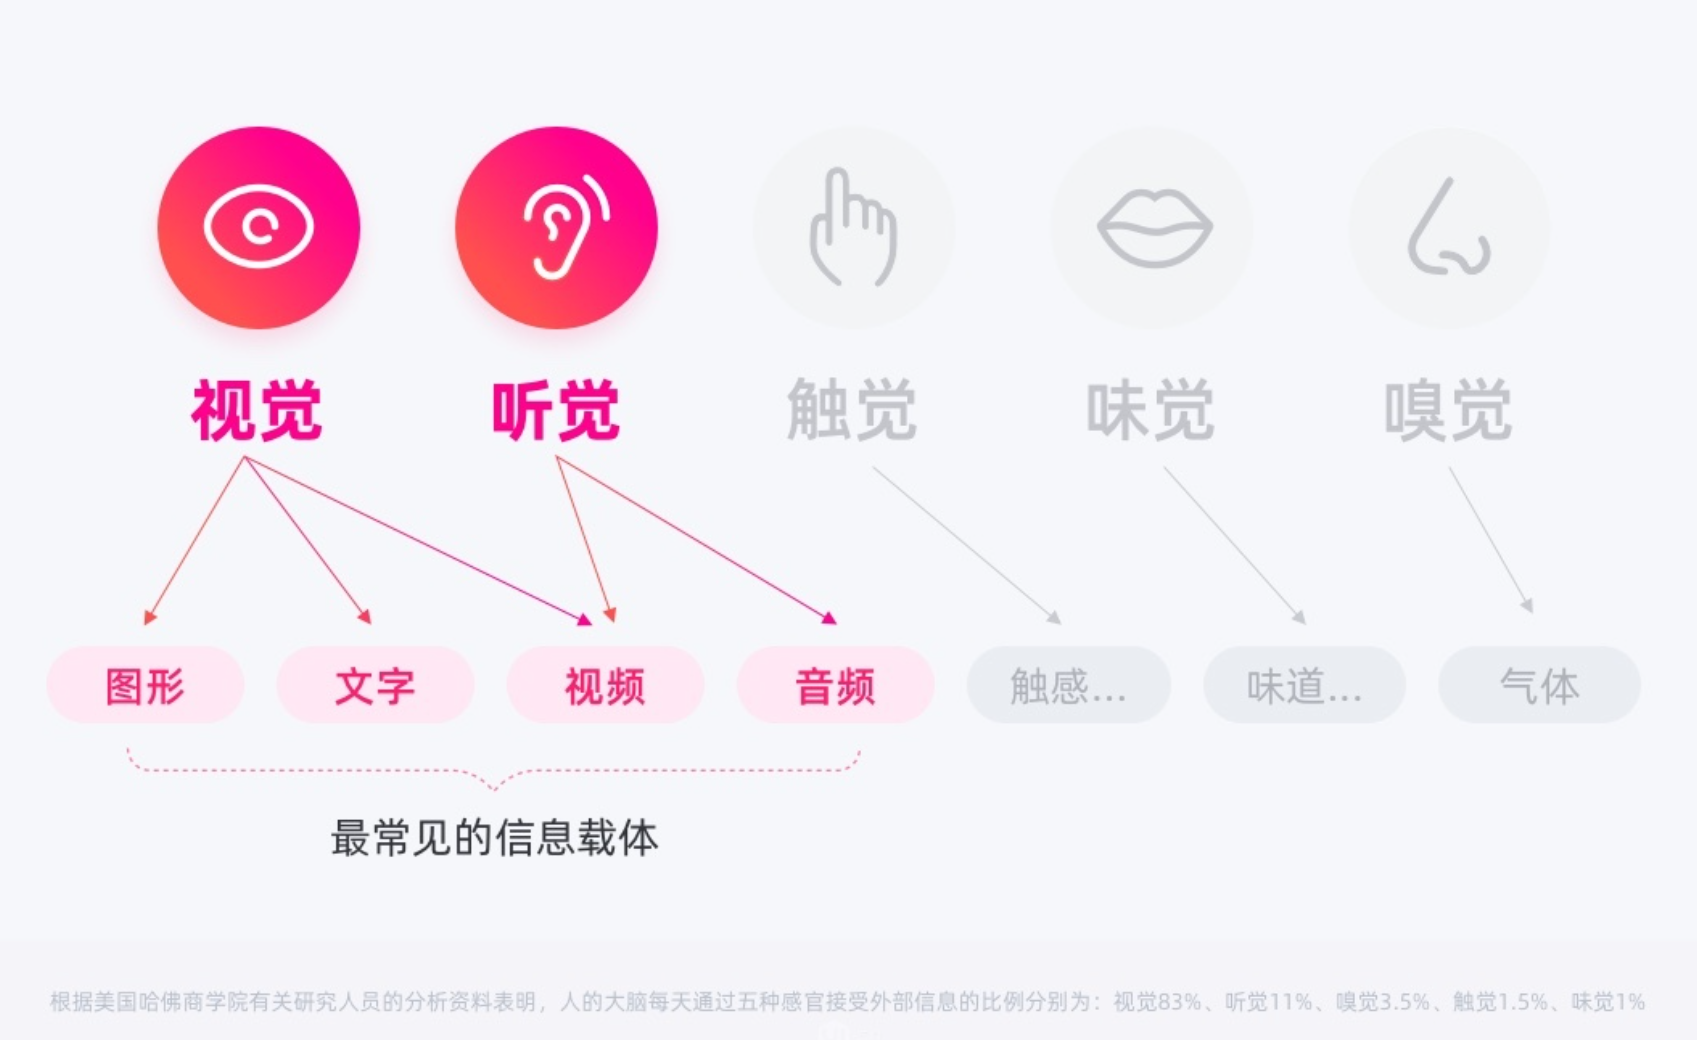 视觉
听觉
触觉
味觉
嗅觉
图形
文字
视频
音频
触感...
味道...
气体
最常见的信息载体
根据美国哈佛商学院有关研究人员的分析资料表明，人的大脑每天通过五种感官接受外部信息的比例分别为：视觉83%、听觉11%、嗅觉3.5%、触觉1.5%、味觉1%